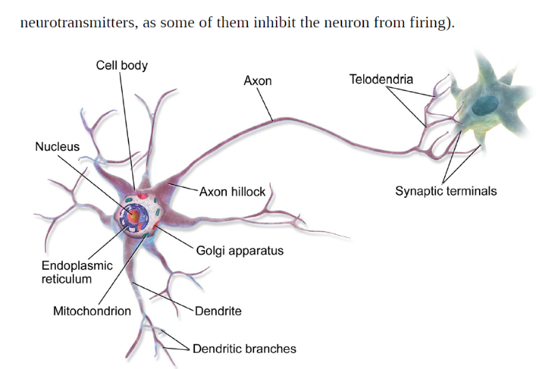 neurotransmitters, as some of them inhibit the neuron from firing).
Cell body
Axon
Telodendria
Nucleus
Axon hillock
Synaptic terminals
Golgi apparatus
Endoplasmic
reticulum
Mitochondrion
Dendrite
Dendritic branches